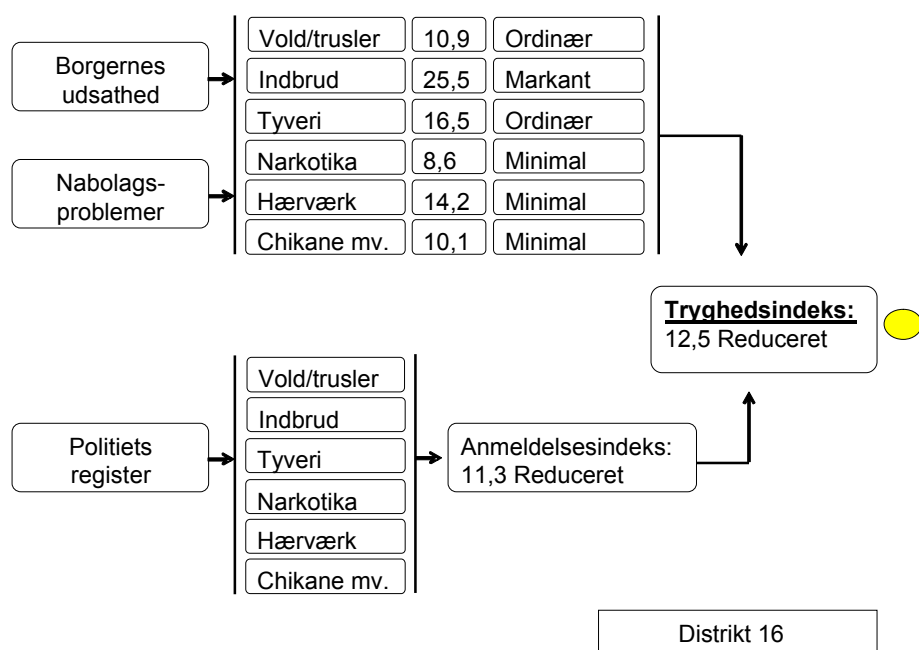 Borgernes
udsathed
Nabolags-
problemer
Vold/trusler 10,9 Ordinær
Indbrud 25,5 Markant
Tyveri 16,5 Ordinær
Narkotika 8,6 Minimal
Hærværk 14,2 Minimal
Chikane mv. 10,1 Minimal
Tryghedsindeks:
12,5 Reduceret
Politiets
register
Vold/trusler
Indbrud
Tyveri
Narkotika
Hærværk
Chikane mv.
Anmeldelsesindeks:
11,3 Reduceret
Distrikt 16